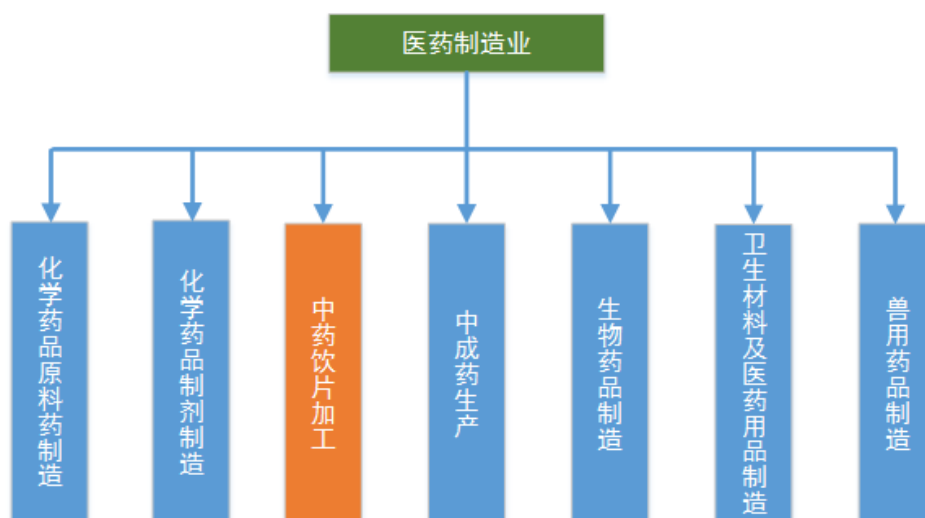 医药制造业
化学药品原料药制造
化学药品制剂制造
中药饮片加工
中成药生产
生物药品制造
卫生材料及医药用品制造
兽用药品制造